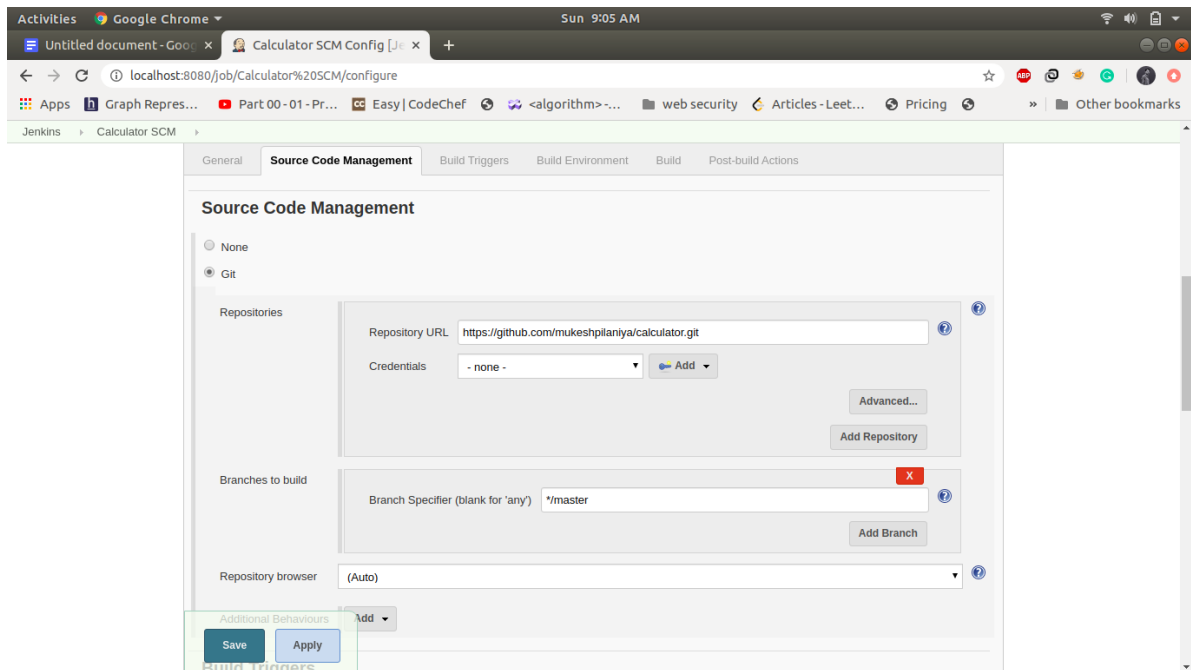 Activities Google Chrome ▾ Sun 9:05 AM
Untitled document - Goog × Calculator SCM Config [Je × +
localhost:8080/job/Calculator%20SCM/configure ABP
Apps Graph Repres... Part 00 - 01 - Pr... CC Easy | CodeChef <algorithm> -... web security Articles - Leet... Pricing » Other bookmarks
Jenkins Calculator SCM
General Source Code Management Build Triggers Build Environment Build Post-build Actions
Source Code Management
None
Git
Repositories
Repository URL https://github.com/mukeshpilaniya/calculator.git
Credentials - none - Add
Advanced...
Add Repository
X
Branches to build
Branch Specifier (blank for 'any') */master
Add Branch
Repository browser (Auto)
Additional Behaviours Add
Save Apply
Build Triggers